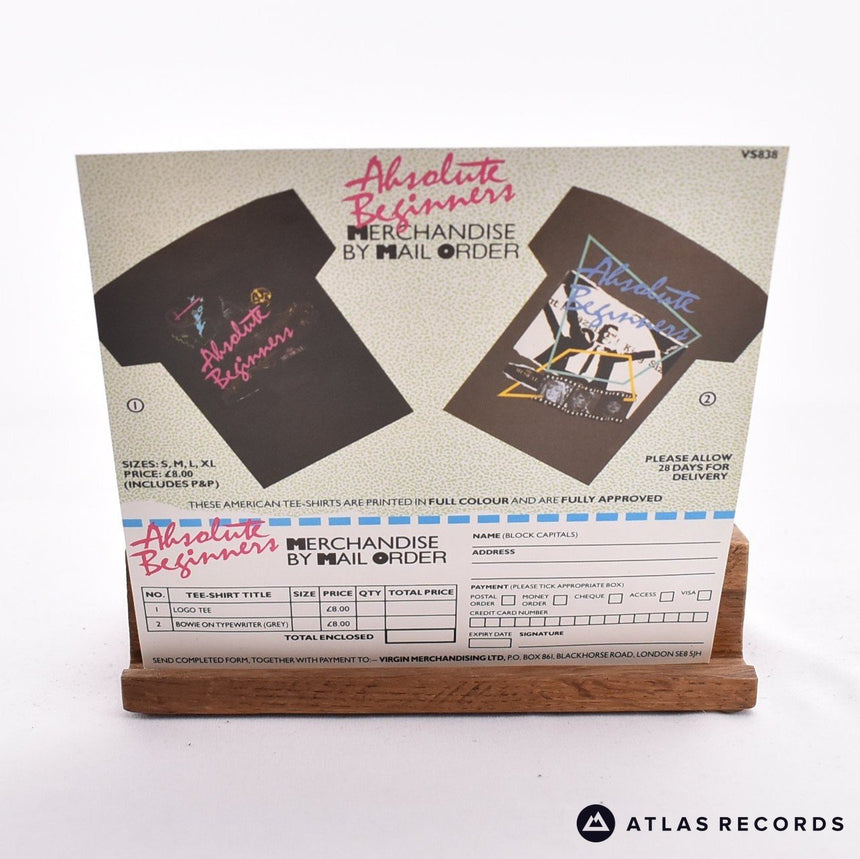 VS838
Absolute
Beginners
MERCHANDISE
BY MAIL ORDER
Absolute
Beginners
Absolute
Beginners
1
2
SIZES: S, M, L, XL
PRICE: £8.00
(INCLUDES P&P)
PLEASE ALLOW
28 DAYS FOR
DELIVERY
THESE AMERICAN TEE-SHIRTS ARE PRINTED IN FULL COLOUR AND ARE FULLY APPROVED
Absolute
Beginners
MERCHANDISE
BY MAIL ORDER
NO. TEE-SHIRT TITLE SIZE PRICE QTY TOTAL PRICE
1 LOGO TEE £8.00
2 BOWIE ON TYPEWRITER (GREY) £8.00
TOTAL ENCLOSED
NAME (BLOCK CAPITALS)
ADDRESS
PAYMENT (PLEASE TICK APPROPRIATE BOX)
POSTAL ORDER MONEY ORDER CHEQUE ACCESS VISA
CREDIT CARD NUMBER
EXPIRY DATE SIGNATURE
SEND COMPLETED FORM, TOGETHER WITH PAYMENT TO:– VIRGIN MERCHANDISING LTD, P.O. BOX 861, BLACKHORSE ROAD, LONDON SE8 5JH
ATLAS RECORDS